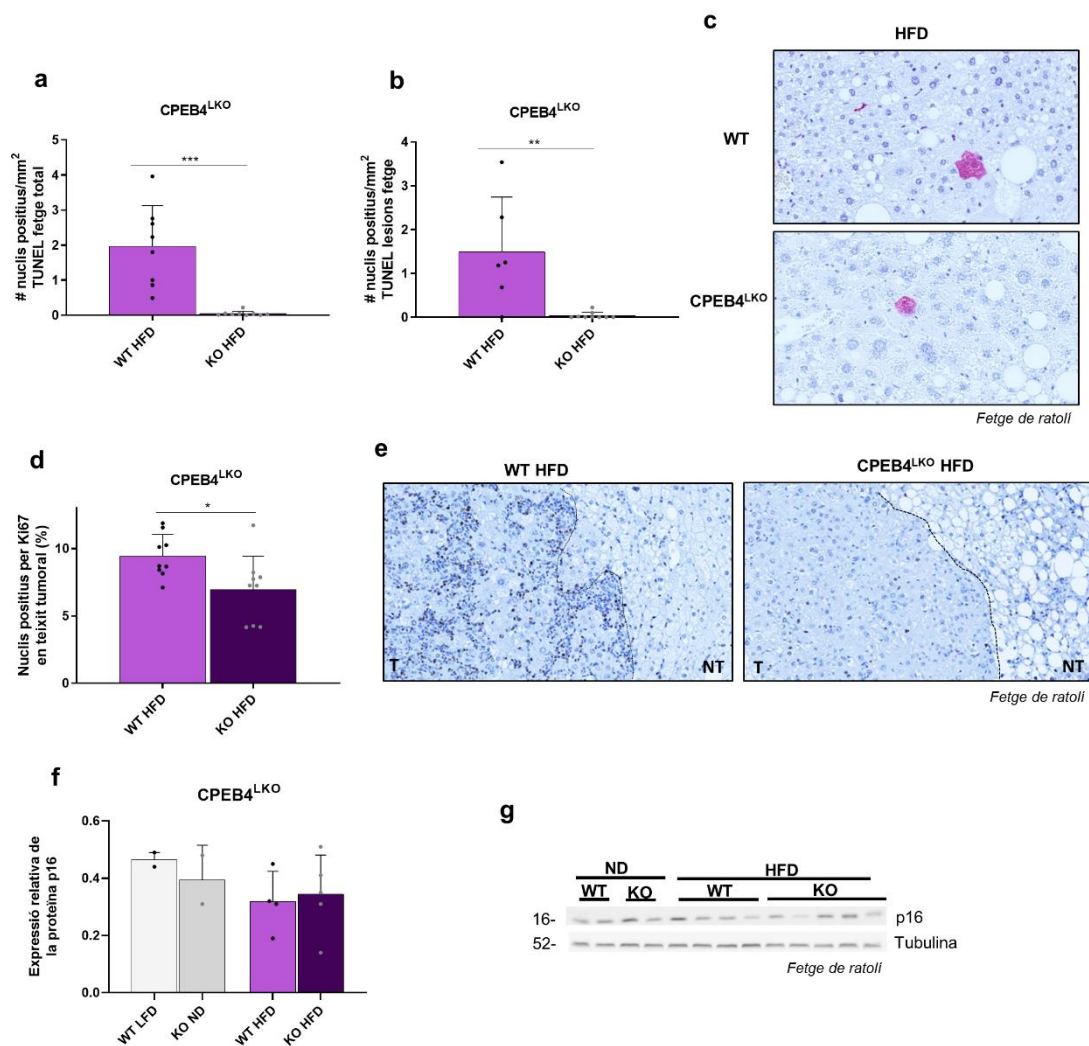 a
CPEB4LKO
# nuclis positius/mm²
TUNEL fetge total
5
4
3
2
1
0
***
WT HFD
KO HFD
b
CPEB4LKO
# nuclis positius/mm²
TUNEL lesions fetge
4
3
2
1
0
**
WT HFD
KO HFD
c
HFD
WT
CPEB4LKO
Fetge de ratolí
d
CPEB4LKO
Nuclis positius per Ki67
en teixit tumoral (%)
10
5
0
*
WT HFD
KO HFD
e
WT HFD
CPEB4LKO HFD
T
NT
T
NT
Fetge de ratolí
f
CPEB4LKO
Expressió relativa de
la proteïna p16
0.6
0.4
0.2
0.0
WT LFD
KO ND
WT HFD
KO HFD
g
ND
HFD
WT
KO
WT
KO
16-
p16
52-
Tubulina
Fetge de ratolí